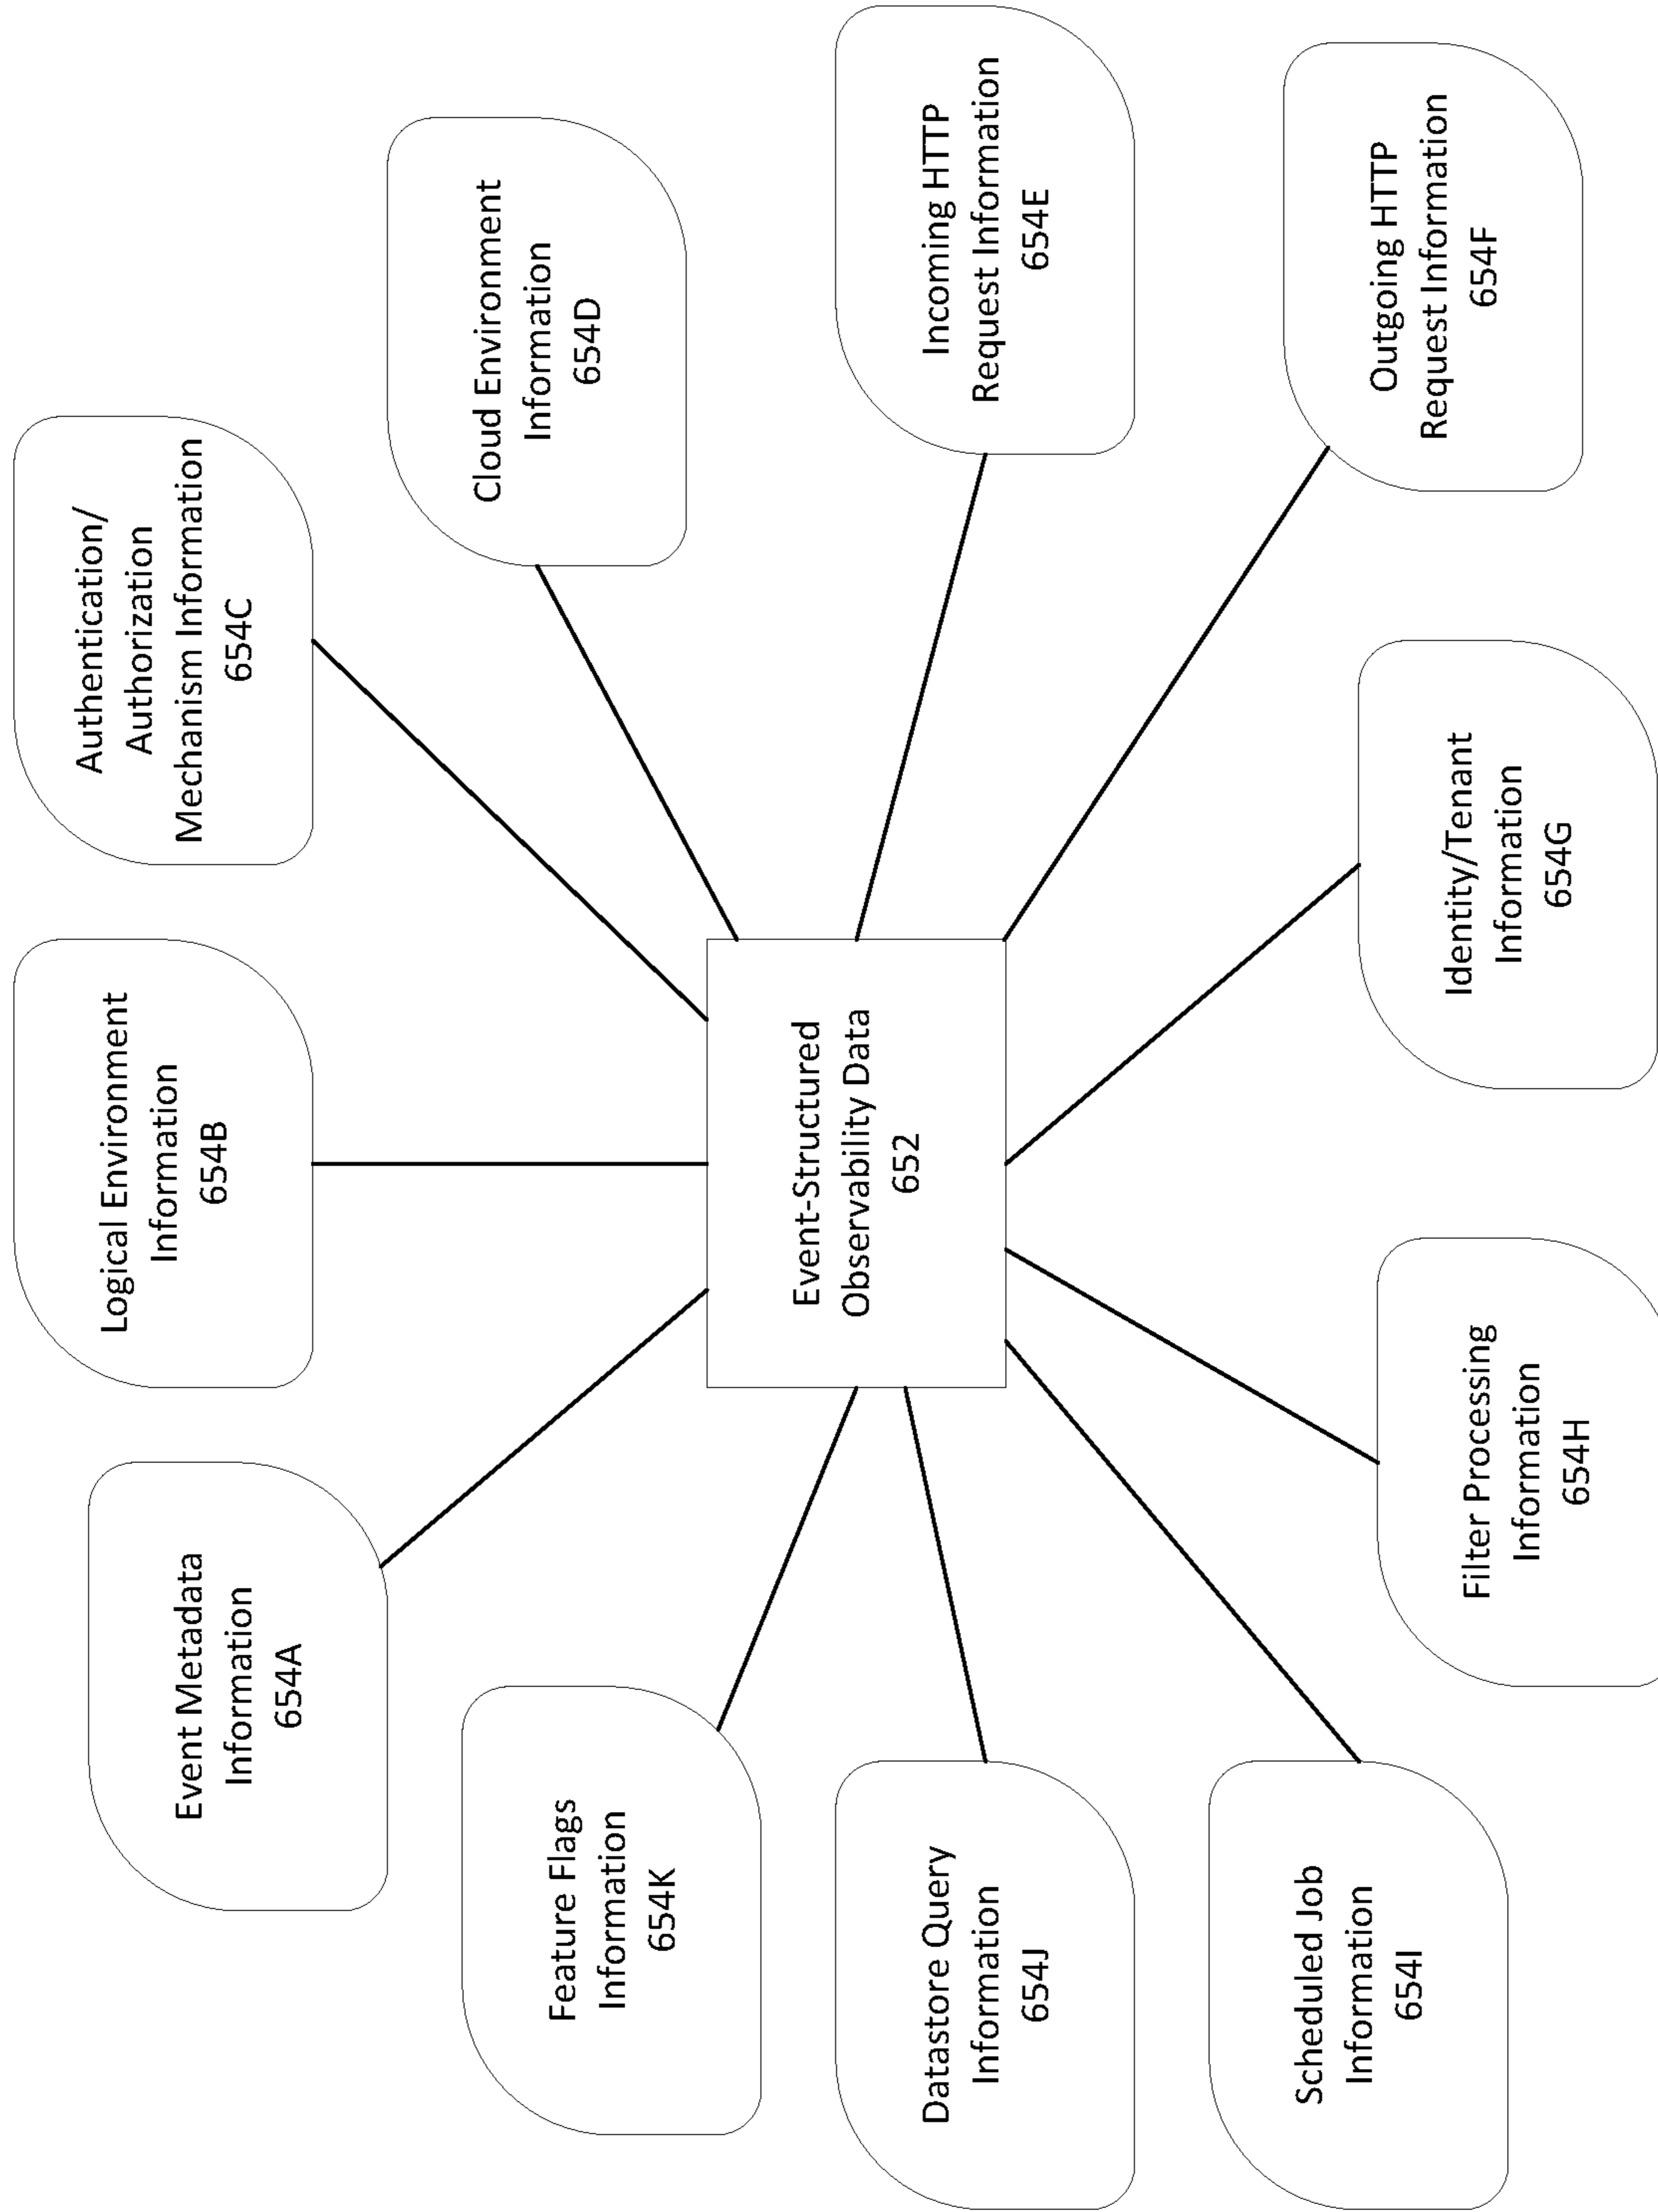 Event Metadata
Information
654A
Logical Environment
Information
654B
Authentication/
Authorization
Mechanism Information
654C
Cloud Environment
Information
654D
Incoming HTTP
Request Information
654E
Outgoing HTTP
Request Information
654F
Identity/Tenant
Information
654G
Filter Processing
Information
654H
Scheduled Job
Information
654I
Datastore Query
Information
654J
Feature Flags
Information
654K
Event-Structured
Observability Data
652